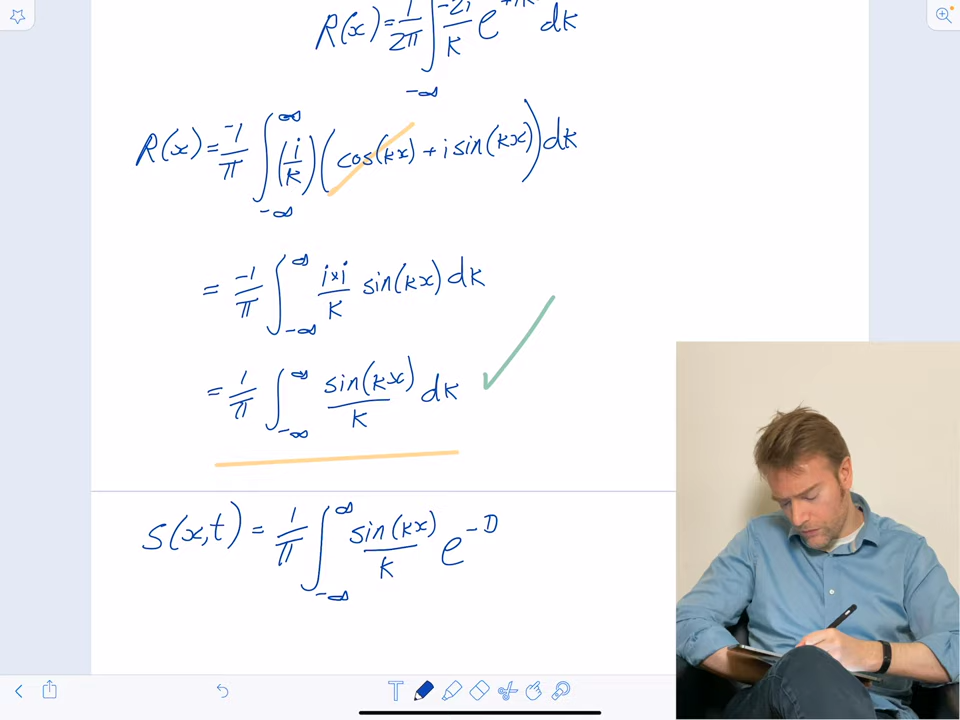 R(x) = 1/2π ∫_{-∞} -2i/k e dk
R(x) = -1/π ∫_{-∞}^{∞} (i/k) (cos(kx) + i sin(kx)) dk
= -1/π ∫_{-∞}^{∞} i×i/k sin(kx) dk
= 1/π ∫_{-∞}^{∞} sin(kx)/k dk
S(x,t) = 1/π ∫_{-∞}^{∞} sin(kx)/k e^{-D}
T